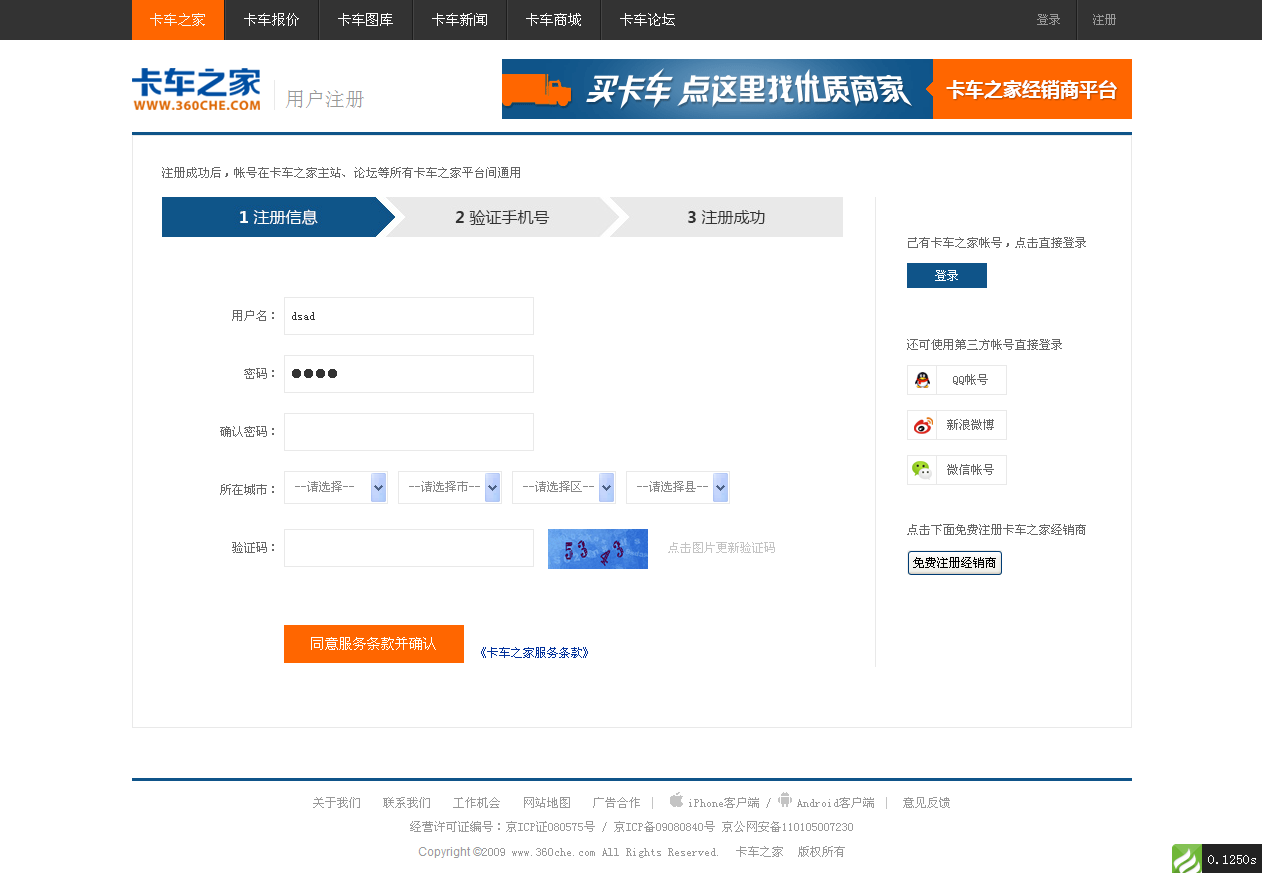 卡车之家 卡车报价 卡车图库 卡车新闻 卡车商城 卡车论坛 登录 注册
卡车之家
WWW.360CHE.COM
用户注册
买卡车 点这里找优质商家 卡车之家经销商平台
注册成功后，帐号在卡车之家主站、论坛等所有卡车之家平台间通用
1 注册信息 2 验证手机号 3 注册成功
己有卡车之家帐号，点击直接登录
登录
用户名： dsad
还可使用第三方帐号直接登录
密码： ●●●●
QQ帐号
确认密码：
新浪微博
微信帐号
所在城市： --请选择-- --请选择市-- --请选择区-- --请选择县--
点击下面免费注册卡车之家经销商
验证码： 点击图片更新验证码
免费注册经销商
同意服务条款并确认 《卡车之家服务条款》
关于我们 联系我们 工作机会 网站地图 广告合作 | iPhone客户端 / Android客户端 | 意见反馈
经营许可证编号：京ICP证080575号 / 京ICP备09080840号 京公网安备110105007230
Copyright ©2009 www.360che.com All Rights Reserved. 卡车之家 版权所有
0.1250s